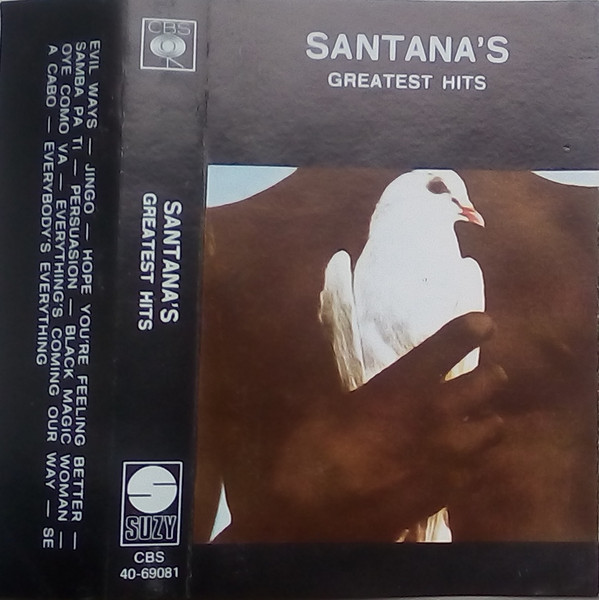 EVIL WAYS — JINGO — HOPE YOU'RE FEELING BETTER —
SAMBA PA TI — PERSUASION — BLACK MAGIC WOMAN —
OYE COMO VA — EVERYTHING'S COMING OUR WAY — SE
A CABO — EVERYBODY'S EVERYTHING
CBS
SANTANA'S
GREATEST HITS
S
SUZY
CBS
40-69081
SANTANA'S
GREATEST HITS